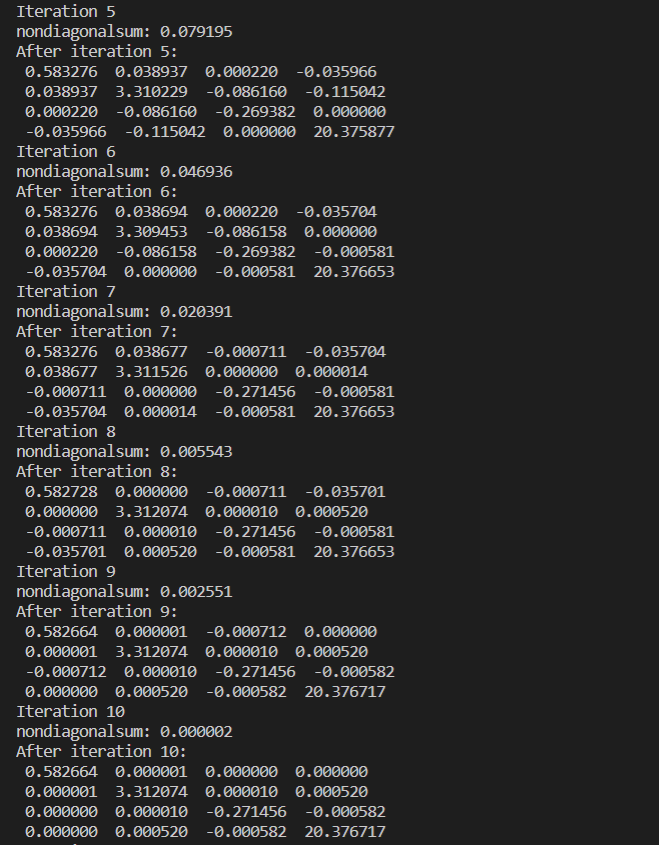 Iteration 5
nondiagonalsum: 0.079195
After iteration 5:
0.583276 0.038937 0.000220 -0.035966
0.038937 3.310229 -0.086160 -0.115042
0.000220 -0.086160 -0.269382 0.000000
-0.035966 -0.115042 0.000000 20.375877
Iteration 6
nondiagonalsum: 0.046936
After iteration 6:
0.583276 0.038694 0.000220 -0.035704
0.038694 3.309453 -0.086158 0.000000
0.000220 -0.086158 -0.269382 -0.000581
-0.035704 0.000000 -0.000581 20.376653
Iteration 7
nondiagonalsum: 0.020391
After iteration 7:
0.583276 0.038677 -0.000711 -0.035704
0.038677 3.311526 0.000000 0.000014
-0.000711 0.000000 -0.271456 -0.000581
-0.035704 0.000014 -0.000581 20.376653
Iteration 8
nondiagonalsum: 0.005543
After iteration 8:
0.582728 0.000000 -0.000711 -0.035701
0.000000 3.312074 0.000010 0.000520
-0.000711 0.000010 -0.271456 -0.000581
-0.035701 0.000520 -0.000581 20.376653
Iteration 9
nondiagonalsum: 0.002551
After iteration 9:
0.582664 0.000001 -0.000712 0.000000
0.000001 3.312074 0.000010 0.000520
-0.000712 0.000010 -0.271456 -0.000582
0.000000 0.000520 -0.000582 20.376717
Iteration 10
nondiagonalsum: 0.000002
After iteration 10:
0.582664 0.000001 0.000000 0.000000
0.000001 3.312074 0.000010 0.000520
0.000000 0.000010 -0.271456 -0.000582
0.000000 0.000520 -0.000582 20.376717